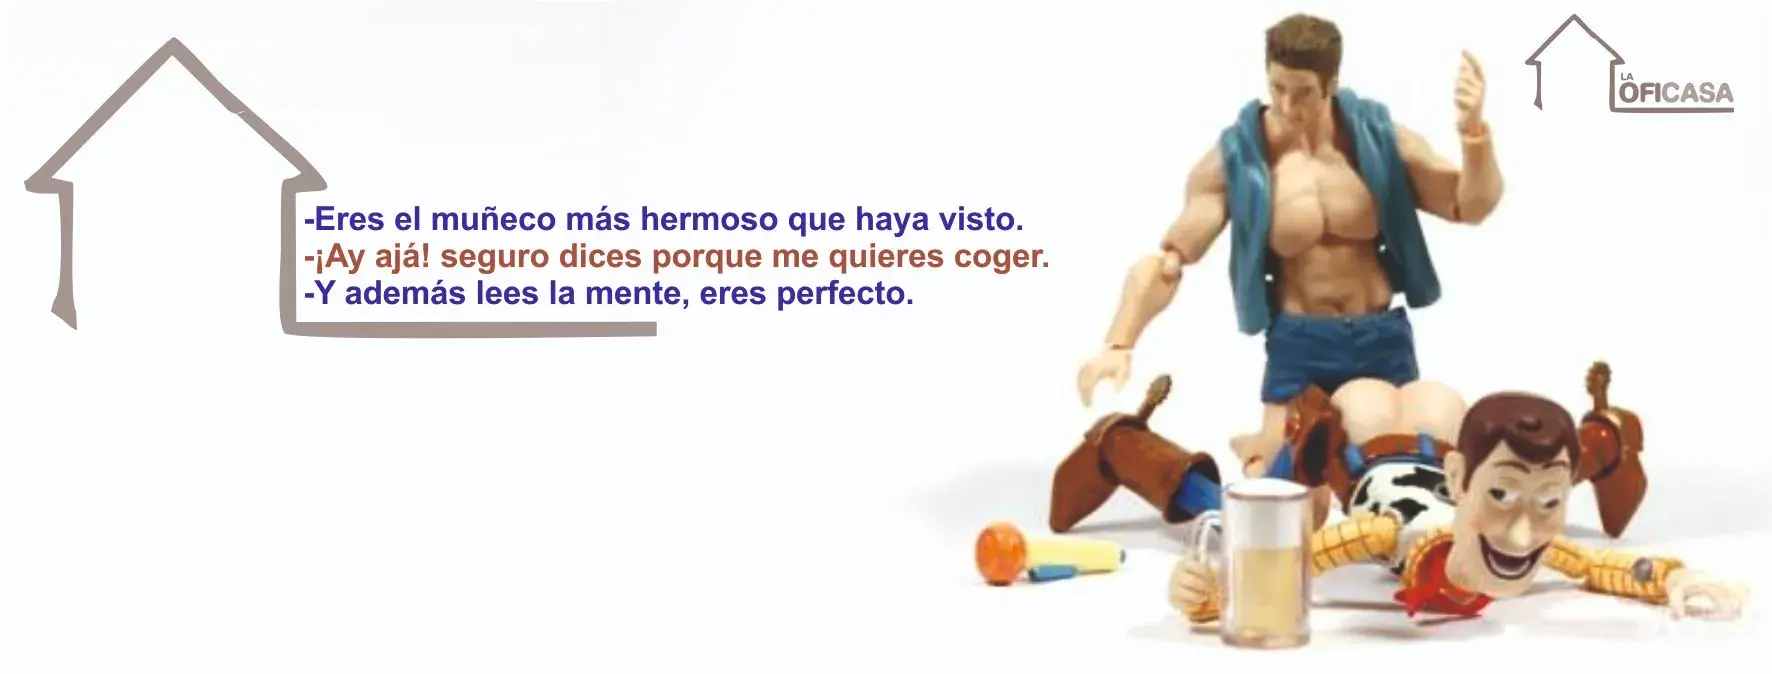 -Eres el muñeco más hermoso que haya visto.
-¡Ay ajá! seguro dices porque me quieres coger.
-Y además lees la mente, eres perfecto.
LA
OFICASA